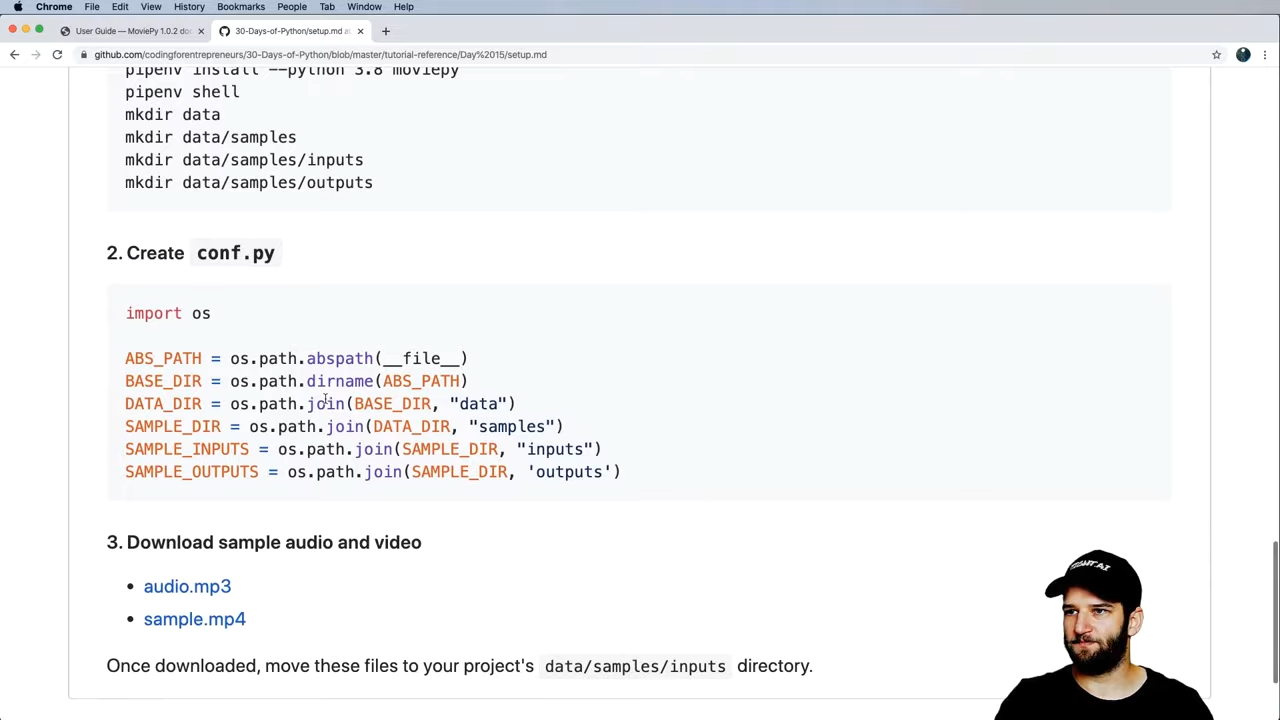 Chrome File Edit View History Bookmarks People Tab Window Help
User Guide — MoviePy 1.0.2 do
30-Days-of-Python/setup.md a
github.com/codingforentrepreneurs/30-Days-of-Python/blob/master/tutorial-reference/Day%2015/setup.md
pipenv install --python 3.8 moviepy
pipenv shell
mkdir data
mkdir data/samples
mkdir data/samples/inputs
mkdir data/samples/outputs
2. Create conf.py
import os
ABS_PATH = os.path.abspath(__file__)
BASE_DIR = os.path.dirname(ABS_PATH)
DATA_DIR = os.path.join(BASE_DIR, "data")
SAMPLE_DIR = os.path.join(DATA_DIR, "samples")
SAMPLE_INPUTS = os.path.join(SAMPLE_DIR, "inputs")
SAMPLE_OUTPUTS = os.path.join(SAMPLE_DIR, 'outputs')
3. Download sample audio and video
• audio.mp3
• sample.mp4
Once downloaded, move these files to your project's data/samples/inputs directory.